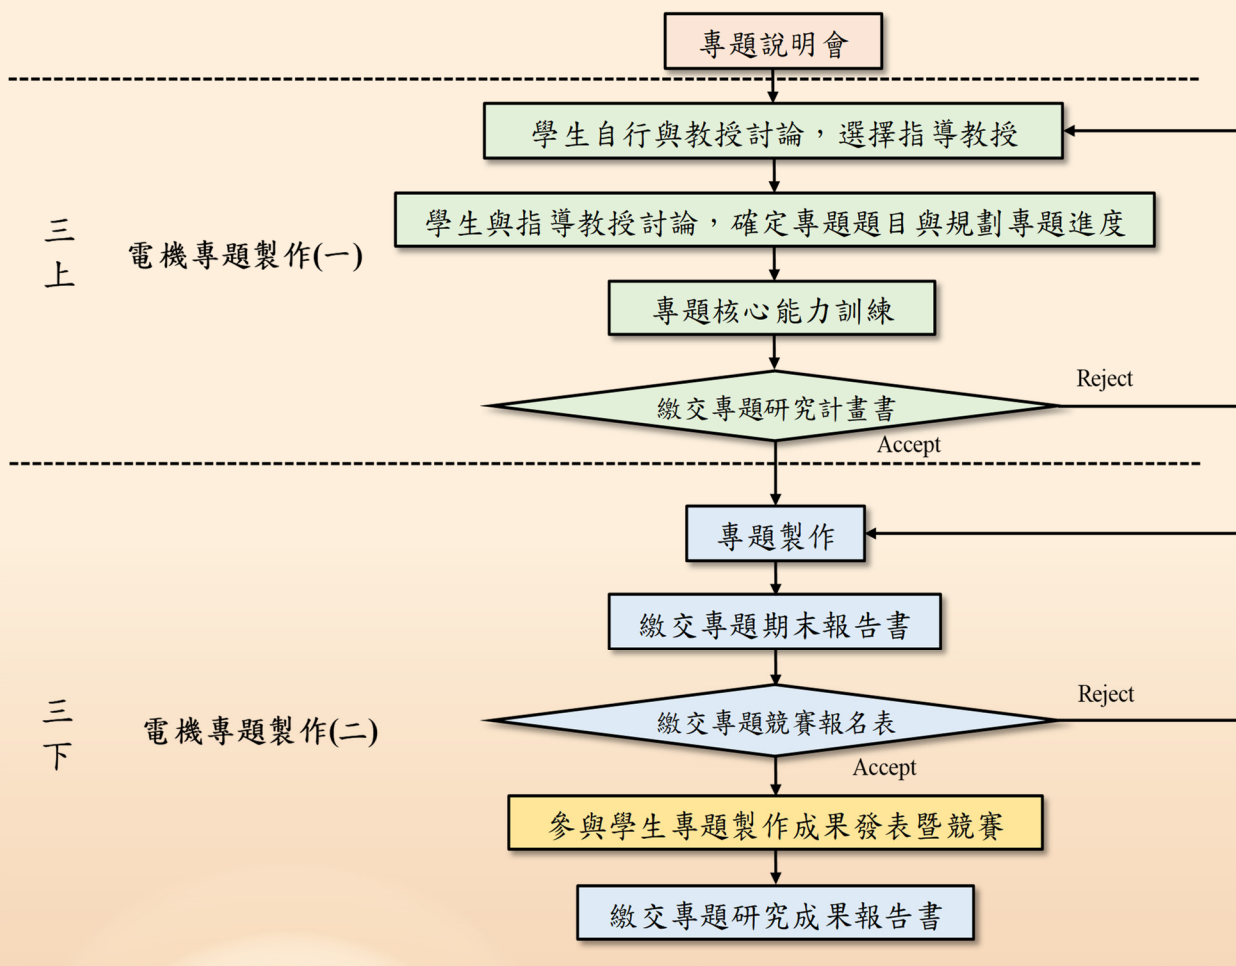 專題說明會
學生自行與教授討論，選擇指導教授
學生與指導教授討論，確定專題題目與規劃專題進度
三
上
電機專題製作(一)
專題核心能力訓練
Reject
繳交專題研究計畫書
Accept
專題製作
繳交專題期末報告書
三
下
電機專題製作(二)
Reject
繳交專題競賽報名表
Accept
參與學生專題製作成果發表暨競賽
繳交專題研究成果報告書